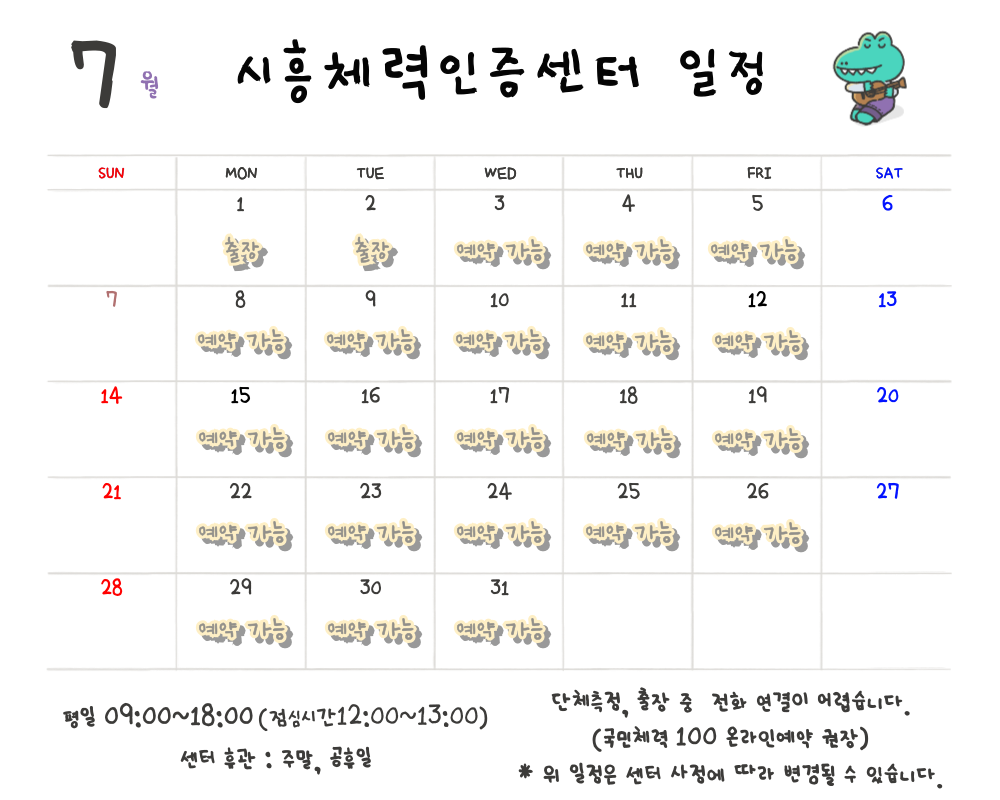 7월 시흥체력인증센터 일정
SUN MON TUE WED THU FRI SAT
1 2 3 4 5 6
출장 출장 예약 가능 예약 가능 예약 가능
7 8 9 10 11 12 13
예약 가능 예약 가능 예약 가능 예약 가능 예약 가능
14 15 16 17 18 19 20
예약 가능 예약 가능 예약 가능 예약 가능 예약 가능
21 22 23 24 25 26 27
예약 가능 예약 가능 예약 가능 예약 가능 예약 가능
28 29 30 31
예약 가능 예약 가능 예약 가능
평일 09:00~18:00 (점심시간12:00~13:00)
센터 휴관 : 주말, 공휴일
단체측정, 출장 중 전화 연결이 어렵습니다.
(국민체력 100 온라인예약 권장)
* 위 일정은 센터 사정에 따라 변경될 수 있습니다.